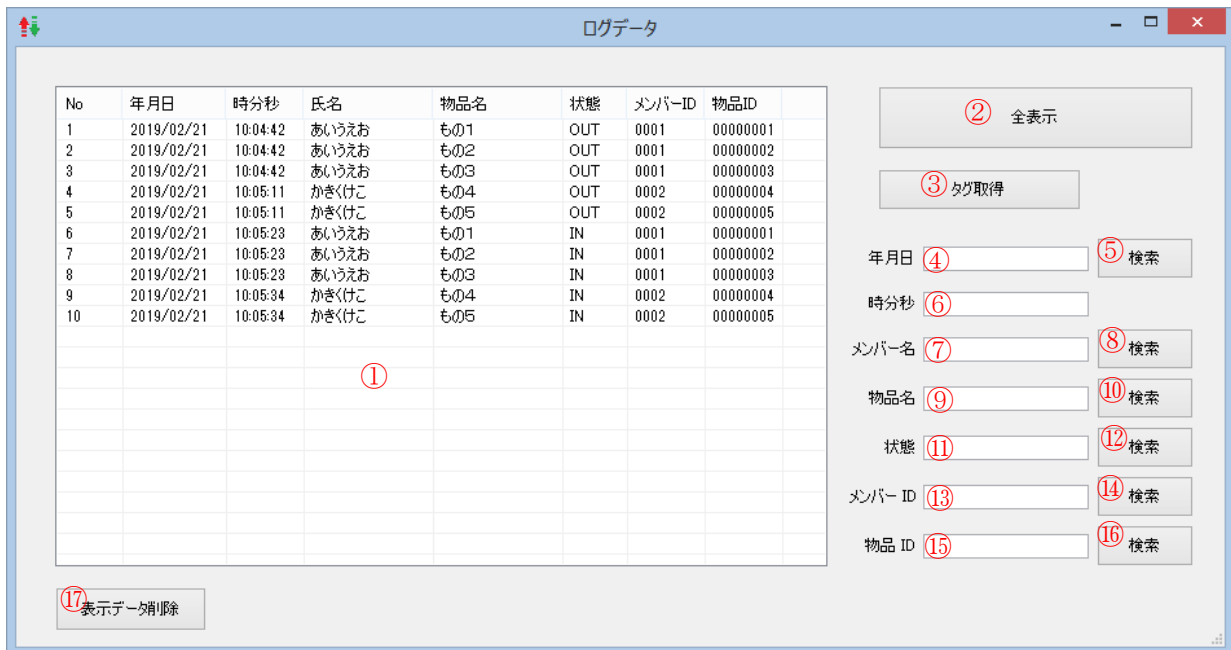 ログデータ
No 年月日 時分秒 氏名 物品名 状態 メンバーID 物品ID
1 2019/02/21 10:04:42 あいうえお もの1 OUT 0001 00000001
2 2019/02/21 10:04:42 あいうえお もの2 OUT 0001 00000002
3 2019/02/21 10:04:42 あいうえお もの3 OUT 0001 00000003
4 2019/02/21 10:05:11 かきくけこ もの4 OUT 0002 00000004
5 2019/02/21 10:05:11 かきくけこ もの5 OUT 0002 00000005
6 2019/02/21 10:05:23 あいうえお もの1 IN 0001 00000001
7 2019/02/21 10:05:23 あいうえお もの2 IN 0001 00000002
8 2019/02/21 10:05:23 あいうえお もの3 IN 0001 00000003
9 2019/02/21 10:05:34 かきくけこ もの4 IN 0002 00000004
10 2019/02/21 10:05:34 かきくけこ もの5 IN 0002 00000005
①
② 全表示
③ タグ取得
年月日 ④ ⑤ 検索
時分秒 ⑥
メンバー名 ⑦ ⑧ 検索
物品名 ⑨ ⑩ 検索
状態 ⑪ ⑫ 検索
メンバー ID ⑬ ⑭ 検索
物品 ID ⑮ ⑯ 検索
⑰ 表示データ削除